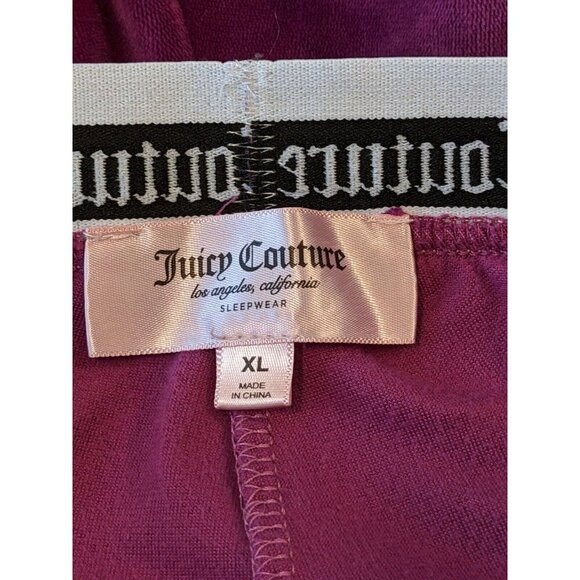 Juicy Couture
los angeles, california
SLEEPWEAR
XL
MADE
IN CHINA